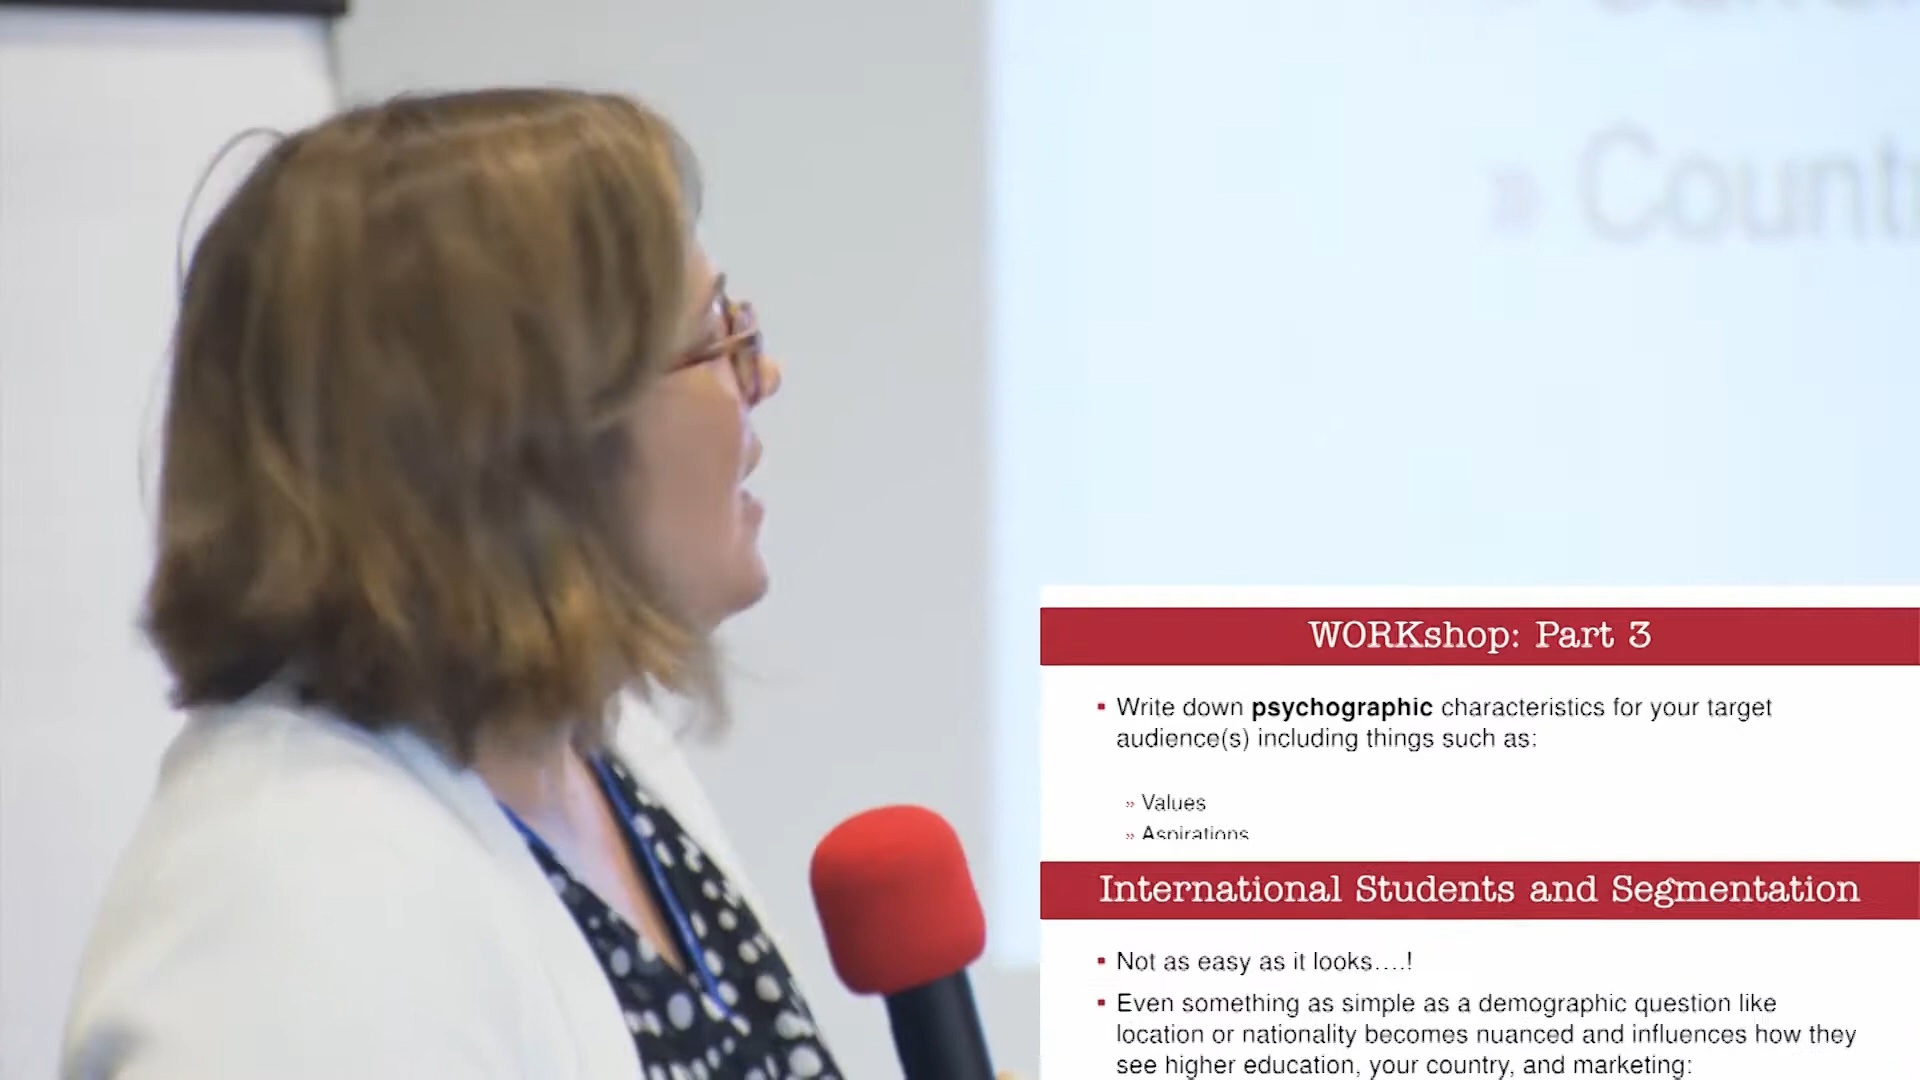 » Countr
WORKshop: Part 3
▪ Write down psychographic characteristics for your target
audience(s) including things such as:
» Values
» Aspirations
International Students and Segmentation
▪ Not as easy as it looks....!
▪ Even something as simple as a demographic question like
location or nationality becomes nuanced and influences how they
see higher education, your country, and marketing: